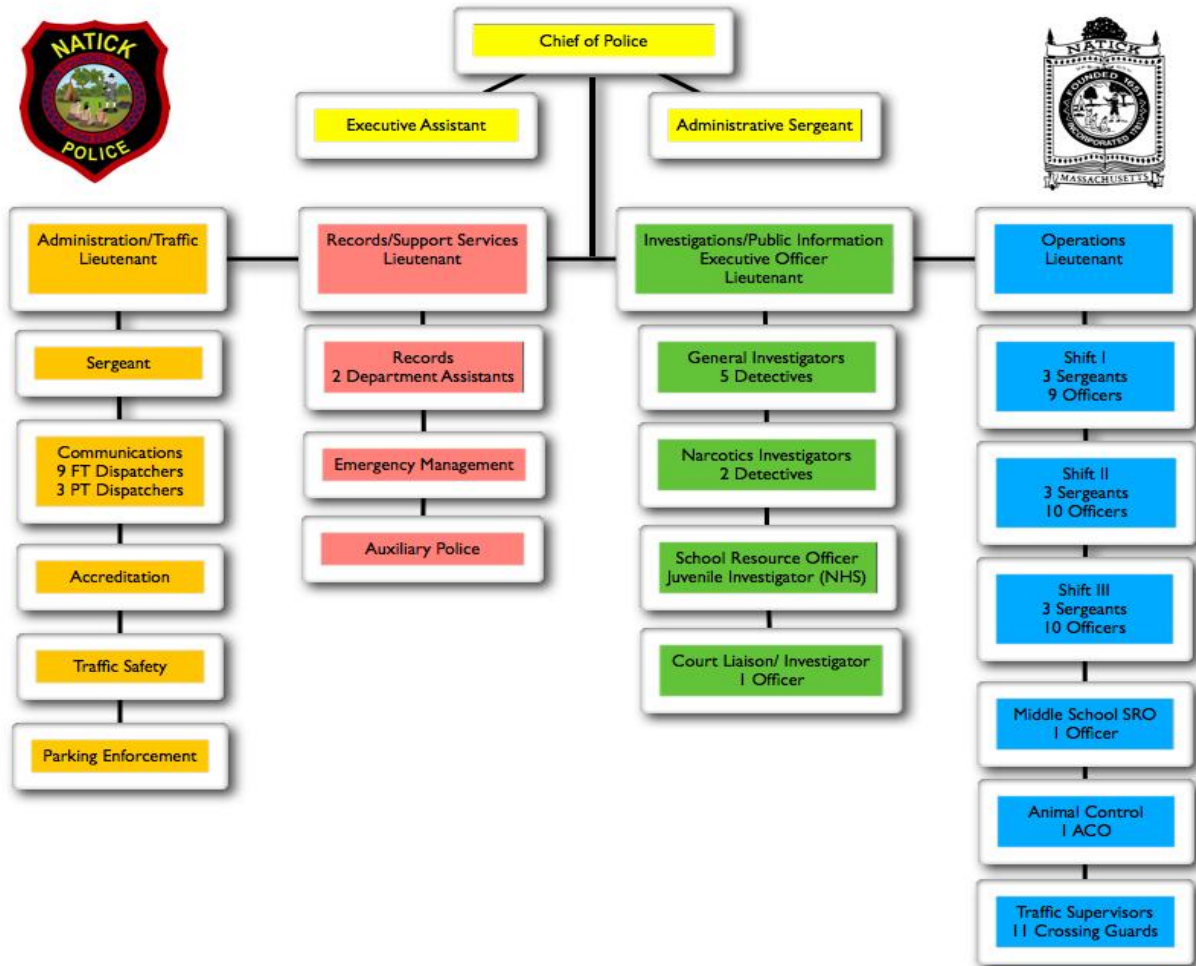 NATICK
POLICE
Chief of Police
NATICK
FOUNDED 1651
INCORPORATED 1781
MASSACHUSETTS
Executive Assistant
Administrative Sergeant
Administration/Traffic
Lieutenant
Records/Support Services
Lieutenant
Investigations/Public Information
Executive Officer
Lieutenant
Operations
Lieutenant
Sergeant
Communications
9 FT Dispatchers
3 PT Dispatchers
Accreditation
Traffic Safety
Parking Enforcement
Records
2 Department Assistants
Emergency Management
Auxiliary Police
General Investigators
5 Detectives
Narcotics Investigators
2 Detectives
School Resource Officer
Juvenile Investigator (NHS)
Court Liaison/ Investigator
1 Officer
Shift I
3 Sergeants
9 Officers
Shift II
3 Sergeants
10 Officers
Shift III
3 Sergeants
10 Officers
Middle School SRO
1 Officer
Animal Control
1 ACO
Traffic Supervisors
11 Crossing Guards